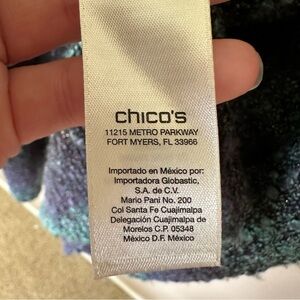 chico's
11215 METRO PARKWAY
FORT MYERS, FL 33966
Importado en México por:
Importadora Globastic,
S.A. de C.V.
Mario Pani No. 200
Col Santa Fe Cuajimalpa
Delegación Cuajimalpa de
Morelos C.P. 05348
México D.F. México